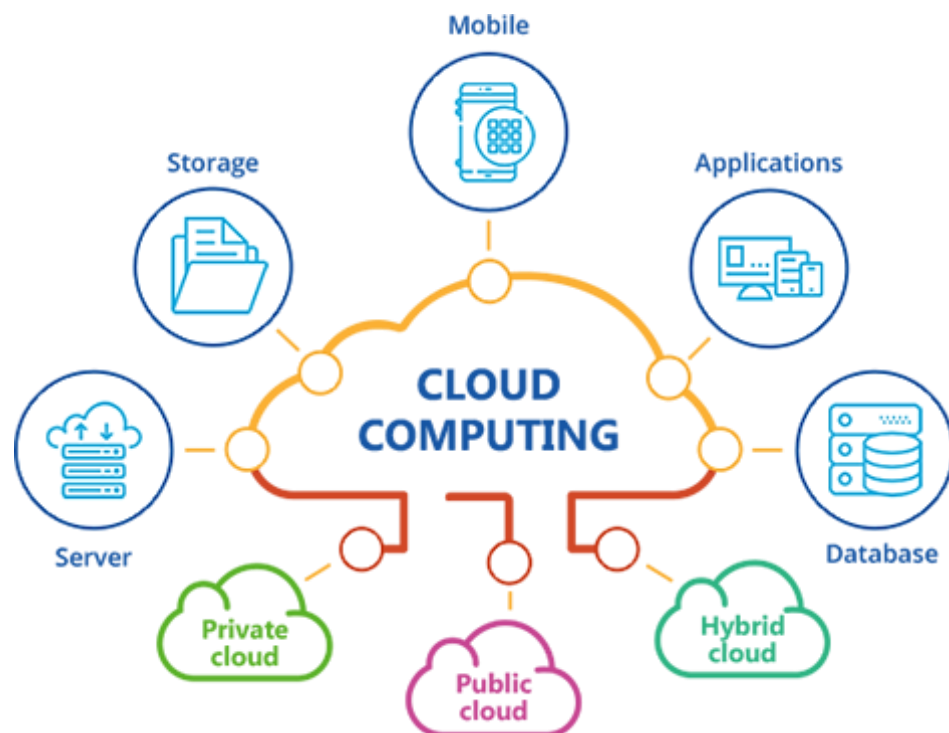 Mobile
Storage
Applications
CLOUD
COMPUTING
Server
Database
Private
cloud
Public
cloud
Hybrid
cloud